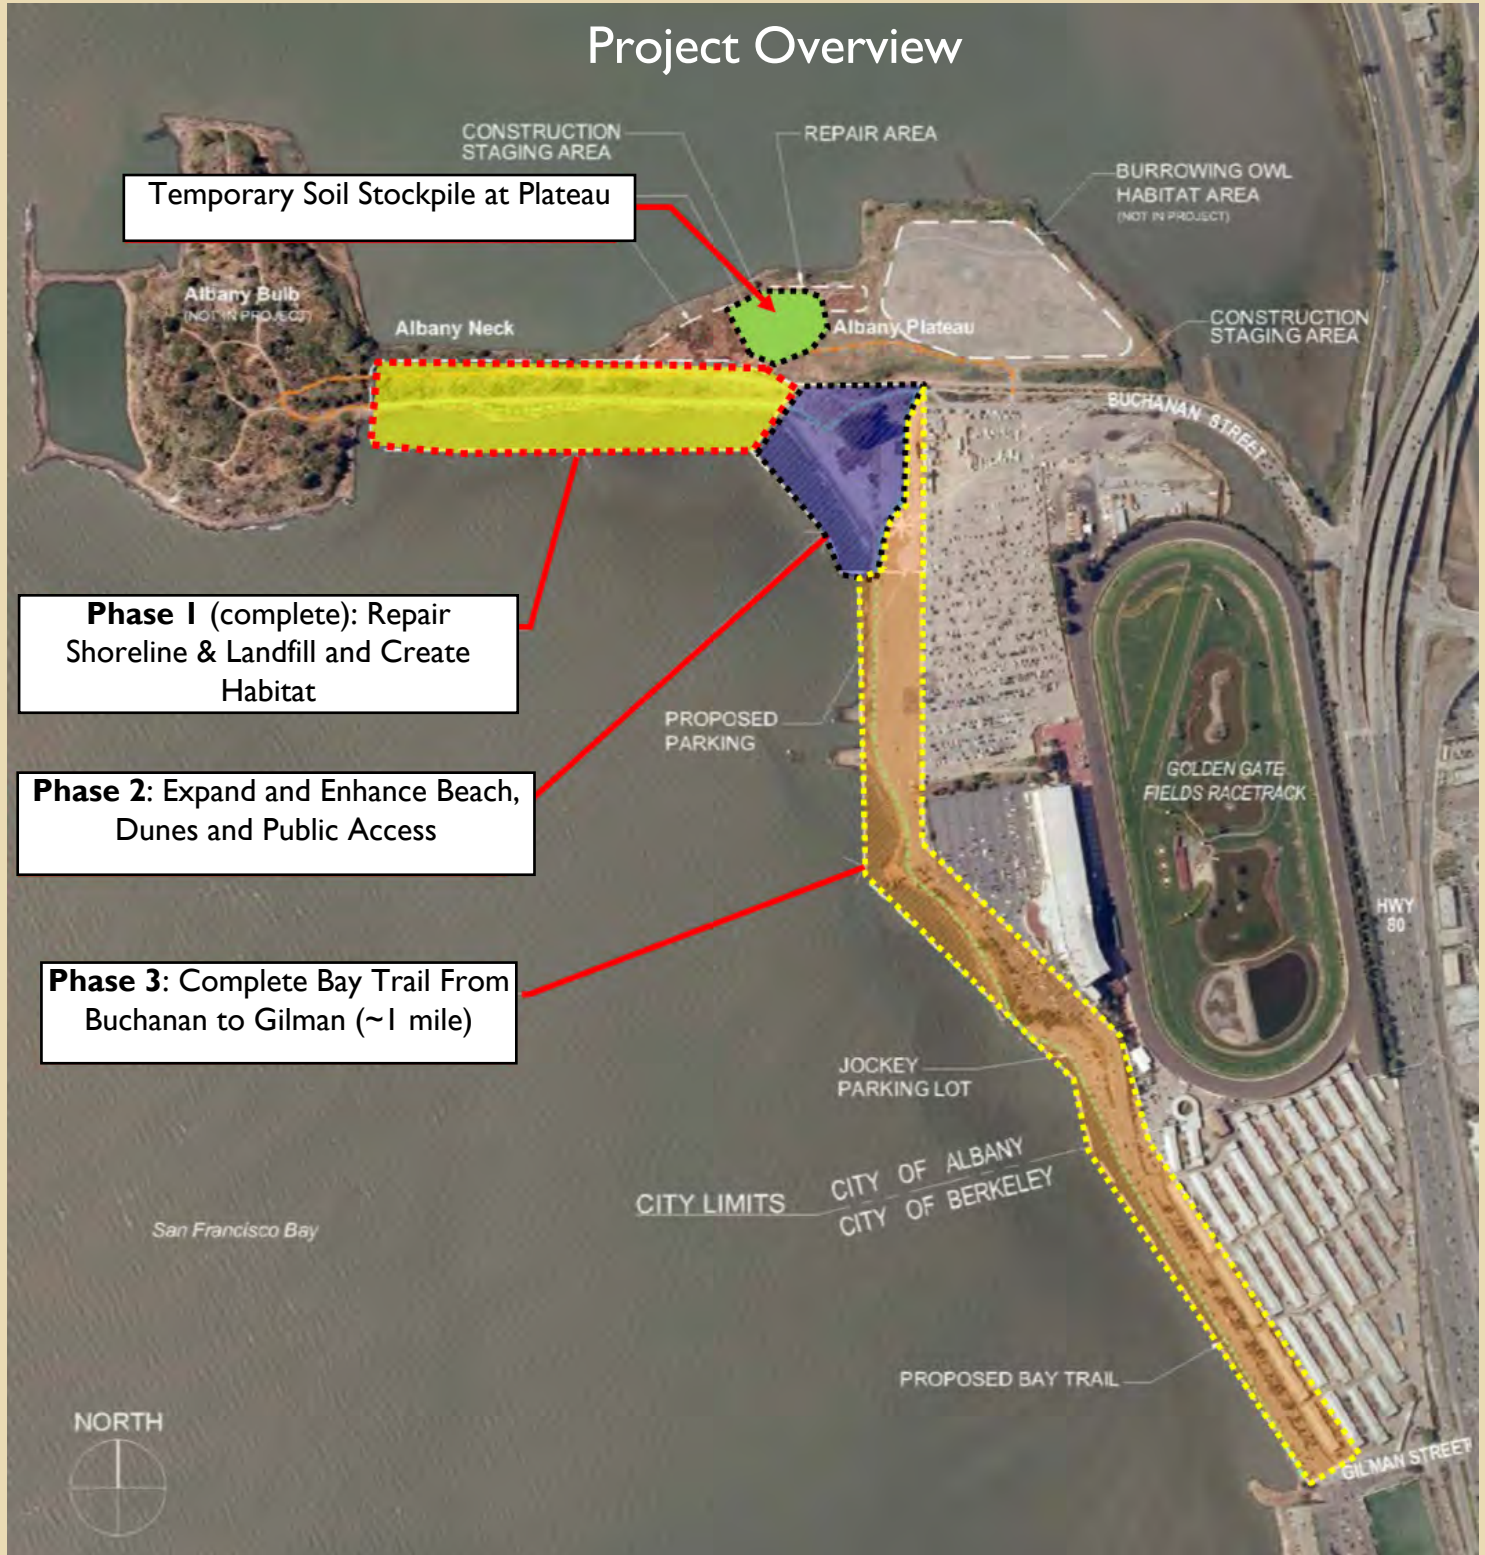 Project Overview
CONSTRUCTION
STAGING AREA
REPAIR AREA
BURROWING OWL
HABITAT AREA
(NOT IN PROJECT)
Temporary Soil Stockpile at Plateau
Albany Bulb
(NOT IN PROJECT)
Albany Neck
Albany Plateau
CONSTRUCTION
STAGING AREA
BUCHANAN STREET
Phase 1 (complete): Repair
Shoreline & Landfill and Create
Habitat
PROPOSED
PARKING
Phase 2: Expand and Enhance Beach,
Dunes and Public Access
GOLDEN GATE
FIELDS RACETRACK
HWY
80
Phase 3: Complete Bay Trail From
Buchanan to Gilman (~1 mile)
JOCKEY
PARKING LOT
CITY LIMITS
CITY OF ALBANY
CITY OF BERKELEY
San Francisco Bay
PROPOSED BAY TRAIL
NORTH
GILMAN STREET